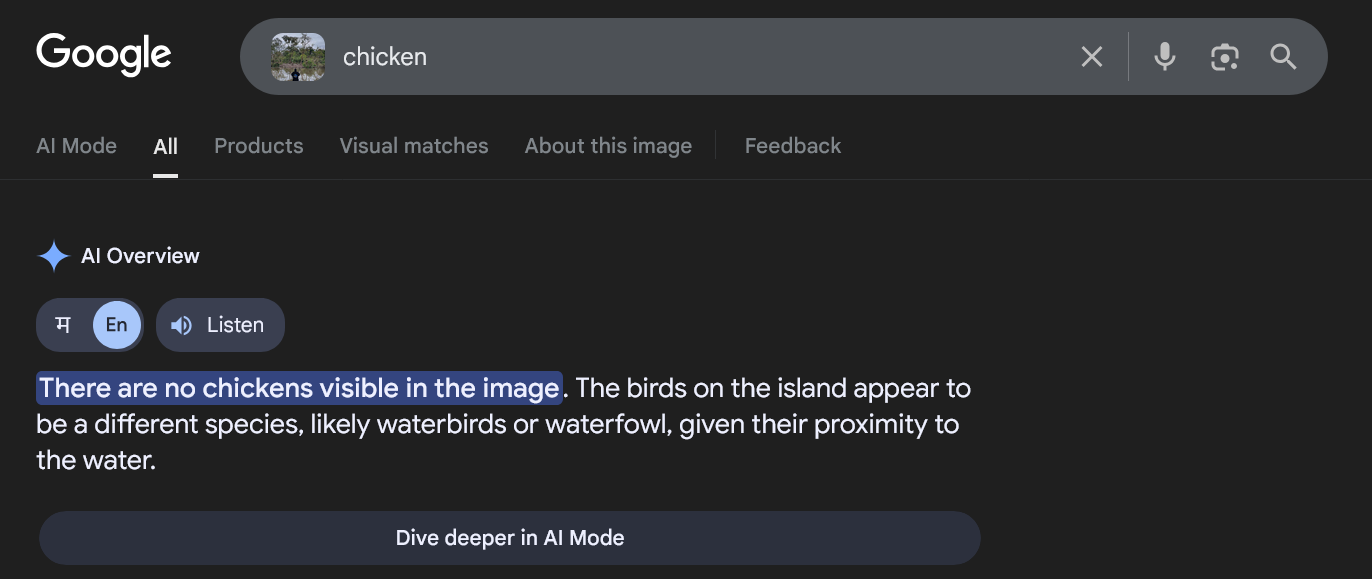 Google
chicken
AI Mode All Products Visual matches About this image Feedback
AI Overview
म En Listen
There are no chickens visible in the image. The birds on the island appear to
be a different species, likely waterbirds or waterfowl, given their proximity to
the water.
Dive deeper in AI Mode